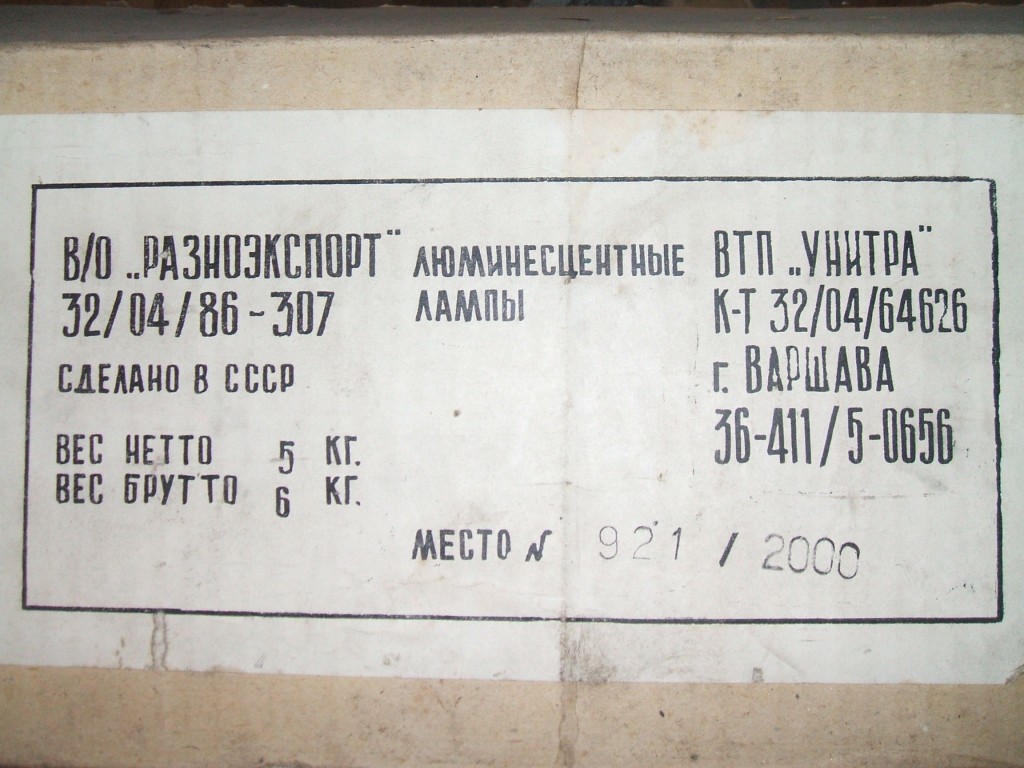 В/О „РАЗНОЭКСПОРТ"
32/04/86-307
СДЕЛАНО В СССР
ВЕС НЕТТО 5 КГ.
ВЕС БРУТТО 6 КГ.
ЛЮМИНЕСЦЕНТНЫЕ
ЛАМПЫ
ВТП „УНИТРА"
К-Т 32/04/64626
г. ВАРШАВА
36-411/5-0656
МЕСТО N 921 / 2000